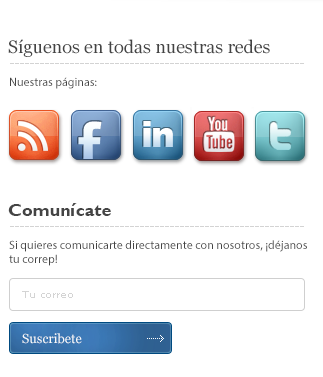 Síguenos en todas nuestras redes
Nuestras páginas:
f in You Tube t
Comunícate
Si quieres comunicarte directamente con nosotros, ¡déjanos
tu correp!
Tu correo
Suscribete